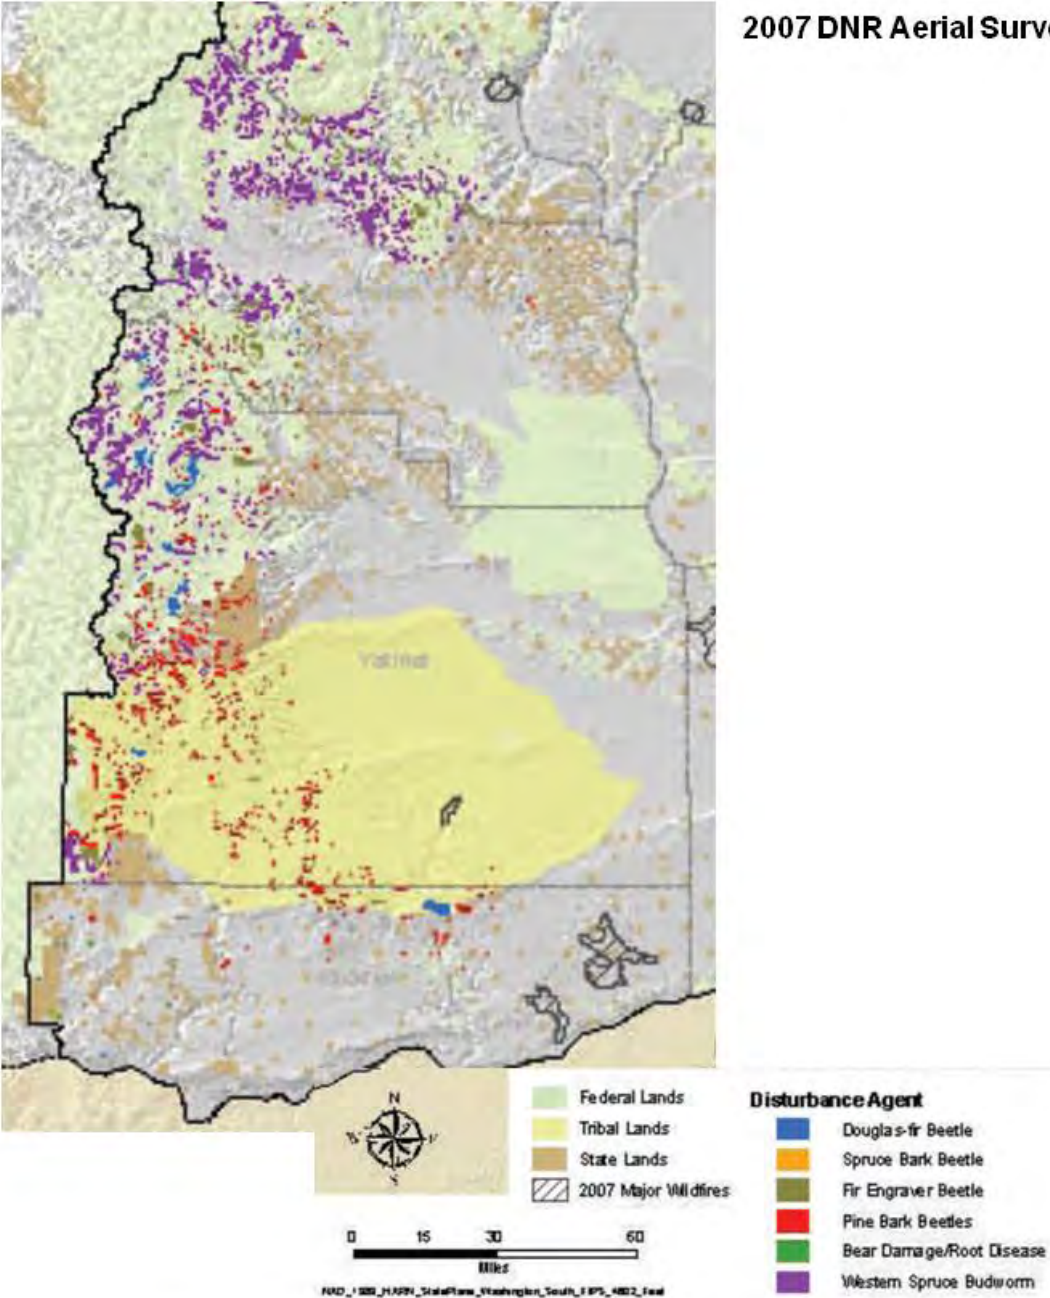 2007 DNR Aerial Surve
Yakima
N
S
Federal Lands
Tribal Lands
State Lands
2007 Major Wildfires
0 15 30 60
Miles
Disturbance Agent
Douglas-fir Beetle
Spruce Bark Beetle
Fir Engraver Beetle
Pine Bark Beetles
Bear Damage/Root Disease
Western Spruce Budworm